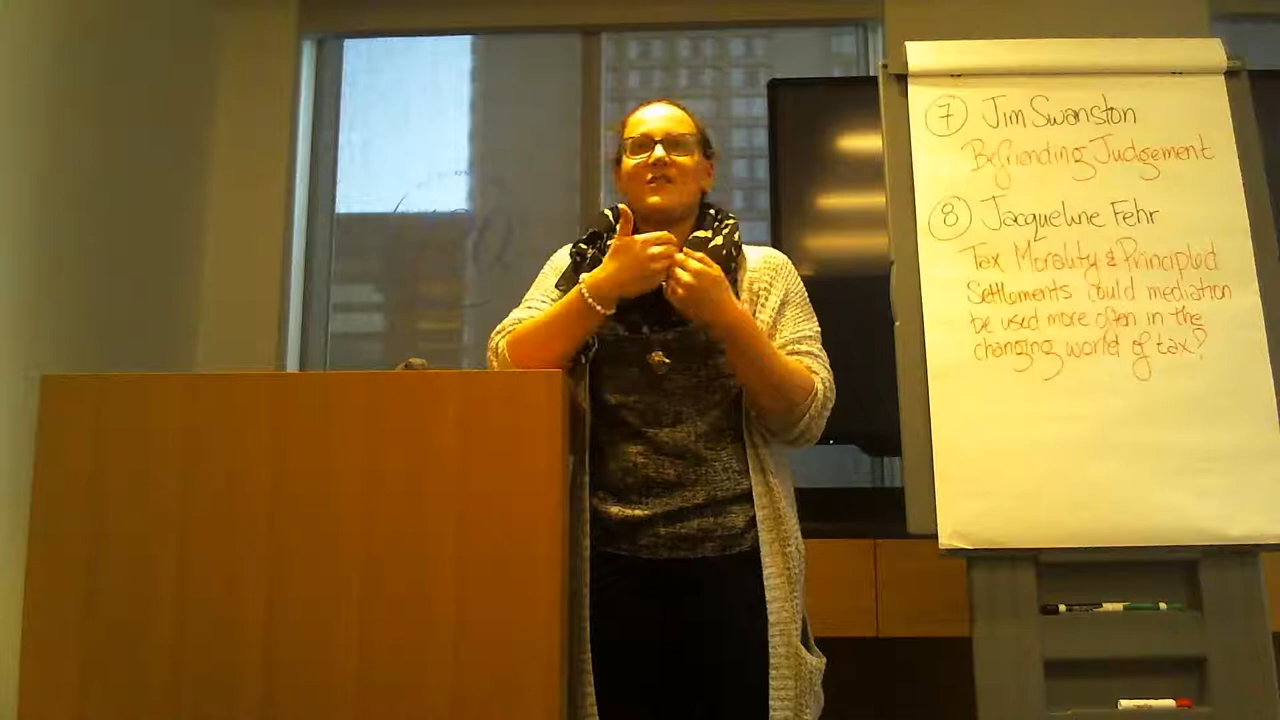 7 Jim Swanston
Befriending Judgement
8 Jacqueline Fehr
Tax Morality & Principled
Settlements could mediation
be used more often in the
changing world of tax?